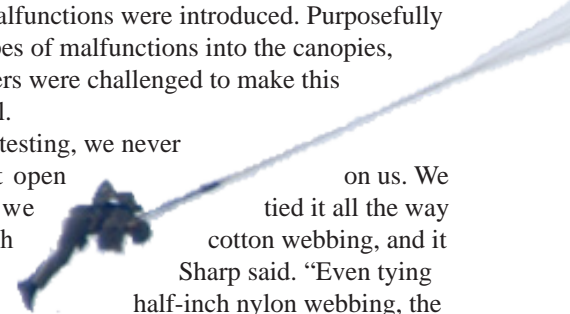 alfunctions were introduced. Purposefully
pes of malfunctions into the canopies,
ers were challenged to make this
l.
testing, we never
t open on us. We
we tied it all the way
h cotton webbing, and it
Sharp said. “Even tying
half-inch nylon webbing, the